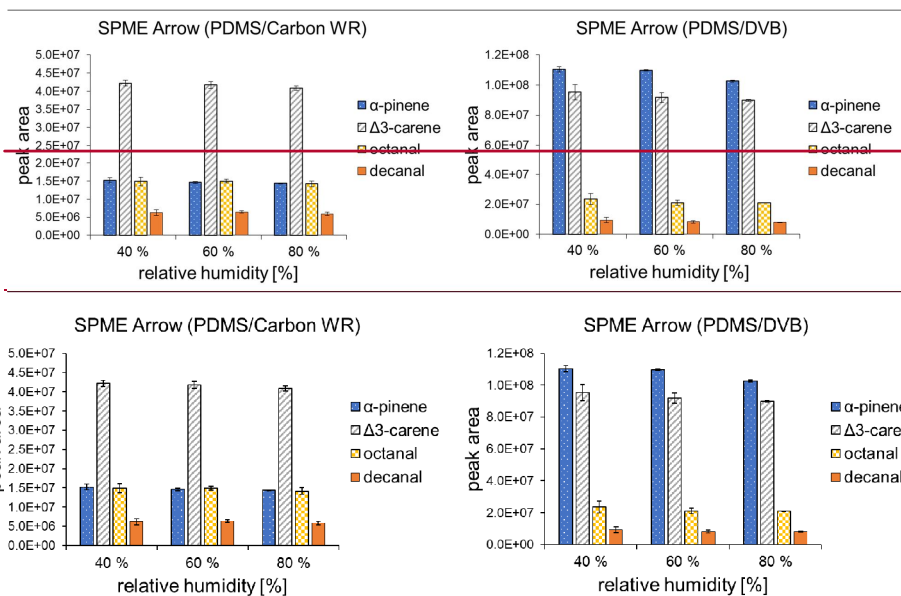 SPME Arrow (PDMS/Carbon WR)
5.0E+07
4.5E+07
4.0E+07
3.5E+07
3.0E+07
2.5E+07
2.0E+07
1.5E+07
1.0E+07
5.0E+06
0.0E+00
peak area
40 % 60 % 80 %
relative humidity [%]
α-pinene
Δ3-carene
octanal
decanal
SPME Arrow (PDMS/DVB)
1.2E+08
1.0E+08
8.0E+07
6.0E+07
4.0E+07
2.0E+07
0.0E+00
peak area
40 % 60 % 80 %
relative humidity [%]
α-pinene
Δ3-carene
octanal
decanal
SPME Arrow (PDMS/Carbon WR)
5.0E+07
4.5E+07
4.0E+07
3.5E+07
3.0E+07
2.5E+07
2.0E+07
1.5E+07
1.0E+07
5.0E+06
0.0E+00
40 % 60 % 80 %
relative humidity [%]
α-pinene
Δ3-carene
octanal
decanal
SPME Arrow (PDMS/DVB)
1.2E+08
1.0E+08
8.0E+07
6.0E+07
4.0E+07
2.0E+07
0.0E+00
peak area
40 % 60 % 80 %
relative humidity [%]
α-pinene
Δ3-carene
octanal
decanal